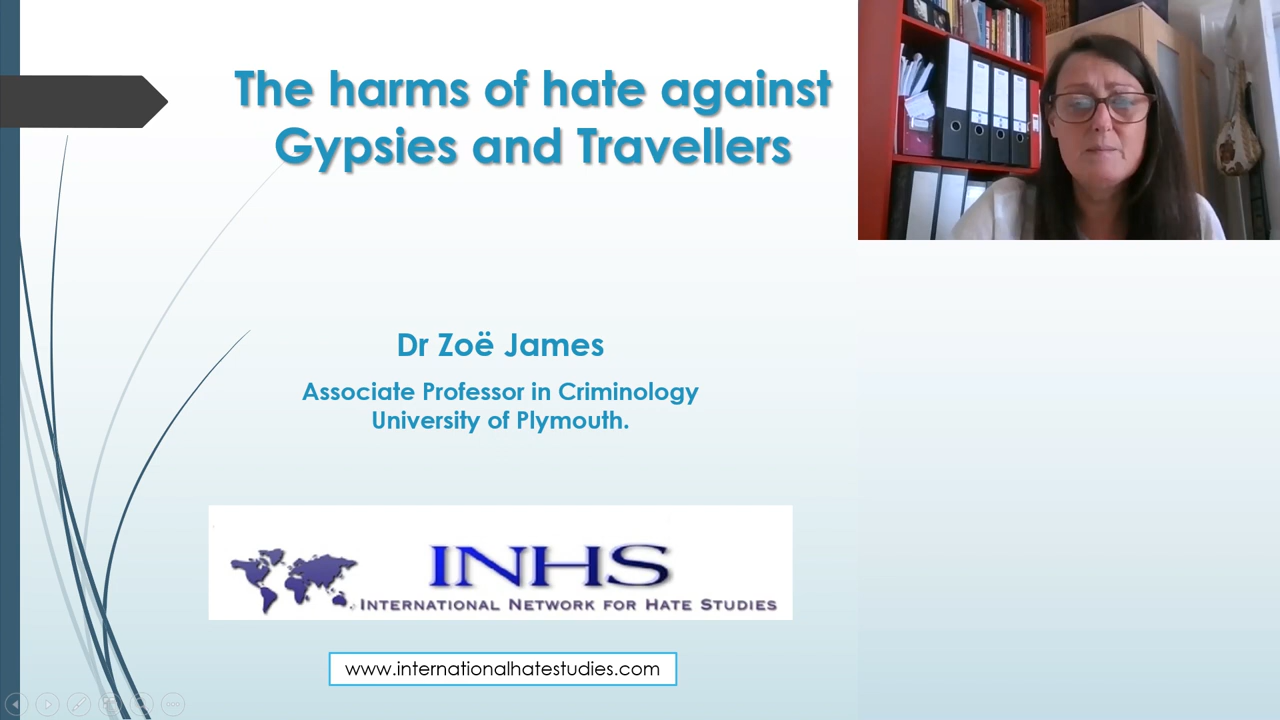 The harms of hate against
Gypsies and Travellers
Dr Zoë James
Associate Professor in Criminology
University of Plymouth.
INHS
INTERNATIONAL NETWORK FOR HATE STUDIES
www.internationalhatestudies.com